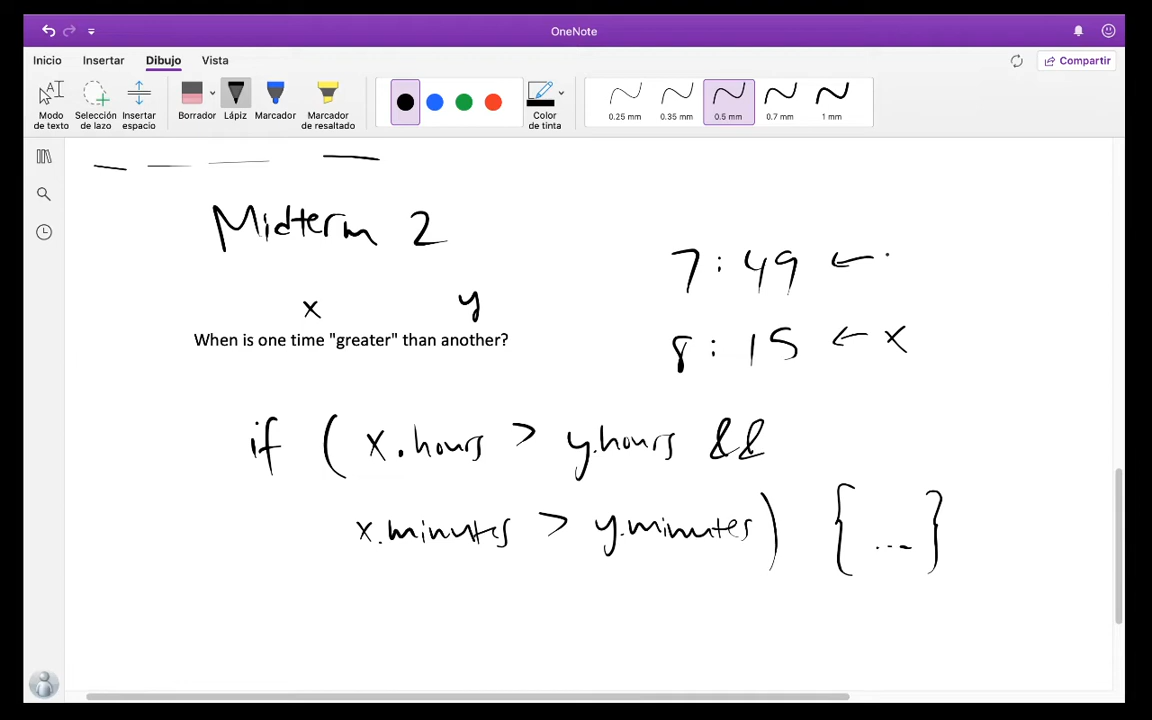 OneNote
Inicio Insertar Dibujo Vista
Compartir
Modo de texto
Selección de lazo
Insertar espacio
Borrador
Lápiz
Marcador
Marcador de resaltado
Color de tinta
0.25 mm
0.35 mm
0.5 mm
0.7 mm
1 mm
Midterm 2
7:49 ←
x y
When is one time "greater" than another?
8:15 ← x
if ( x.hours > y.hours &&
x.minutes > y.minutes) { ... }